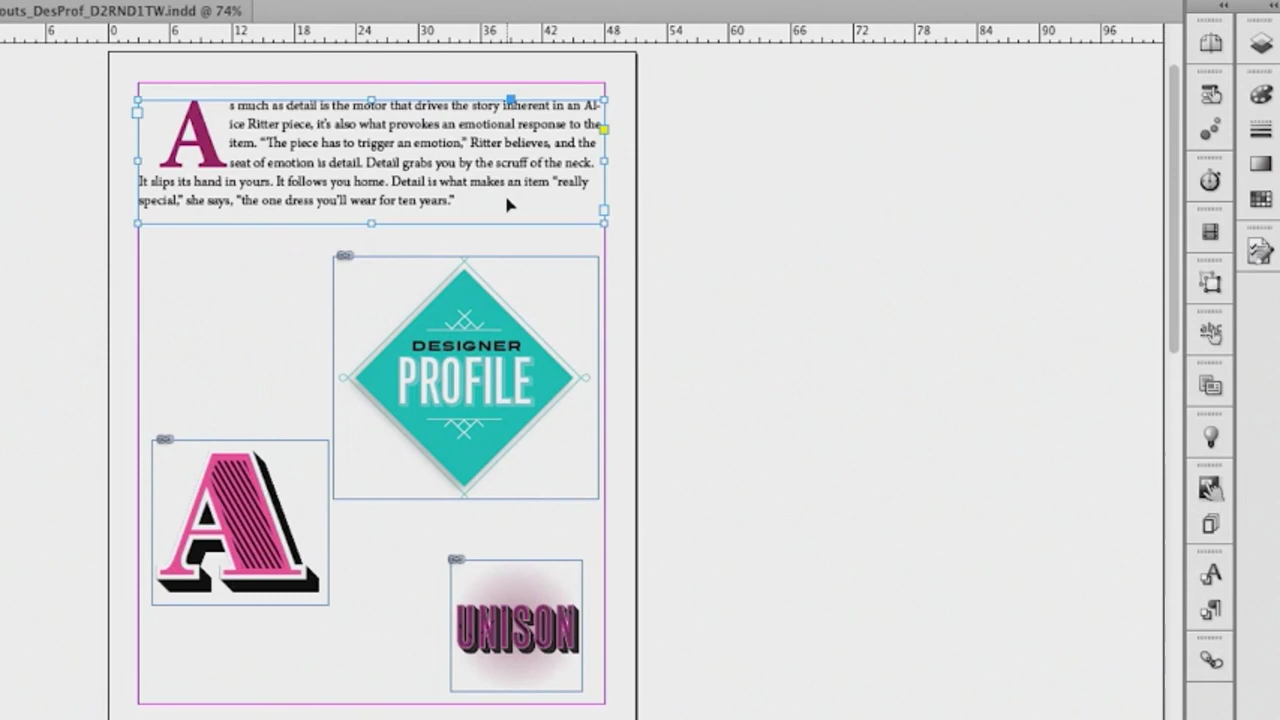 outs_DesProf_D2RND1TW.indd @ 74%
6 0 6 12 18 24 30 36 42 48 54 60 66 72 78 84 90 96
As much as detail is the motor that drives the story inherent in an Al-
ice Ritter piece, it's also what provokes an emotional response to the
item. “The piece has to trigger an emotion,” Ritter believes, and the
seat of emotion is detail. Detail grabs you by the scruff of the neck.
It slips its hand in yours. It follows you home. Detail is what makes an item “really
special,” she says, “the one dress you'll wear for ten years.”
DESIGNER
PROFILE
A
UNISON
abc
A